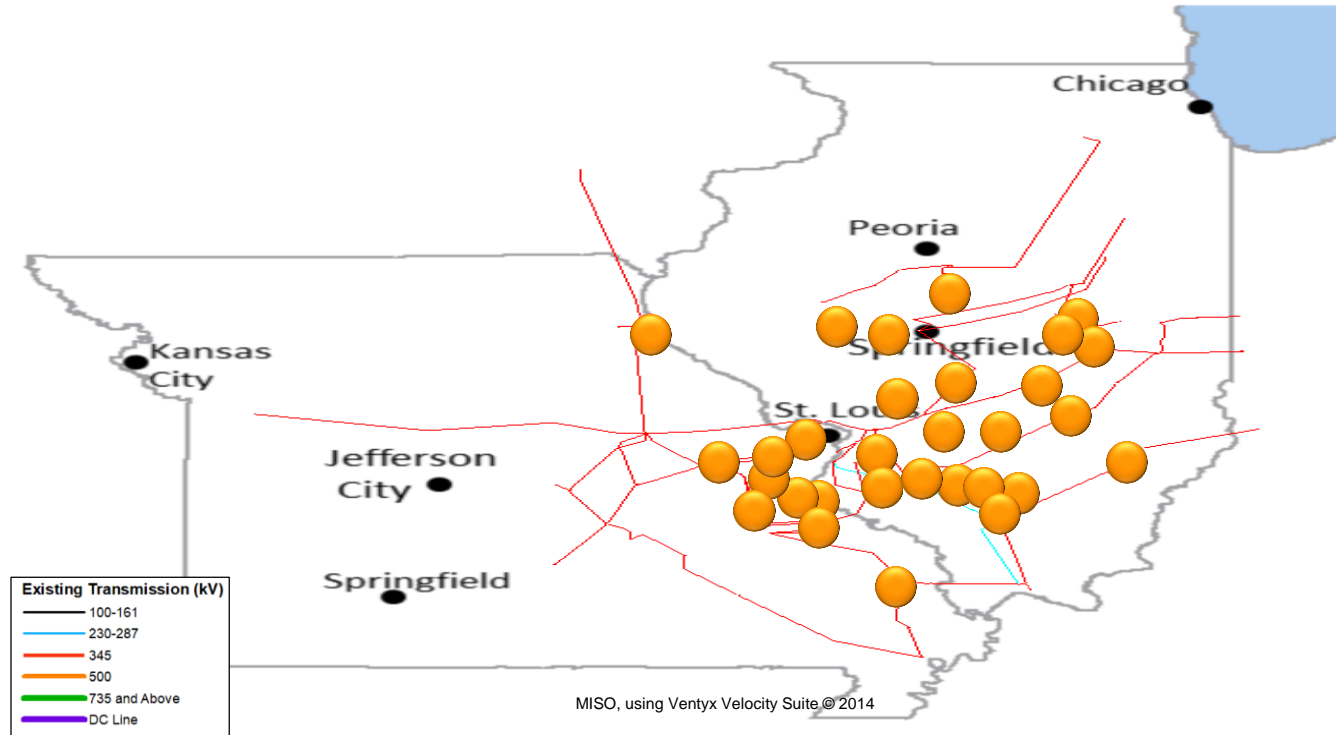 Chicago
Peoria
Springfield
Kansas
City
St. Louis
Jefferson
City
Springfield
Existing Transmission (kV)
100-161
230-287
345
500
735 and Above
DC Line
MISO, using Ventyx Velocity Suite © 2014